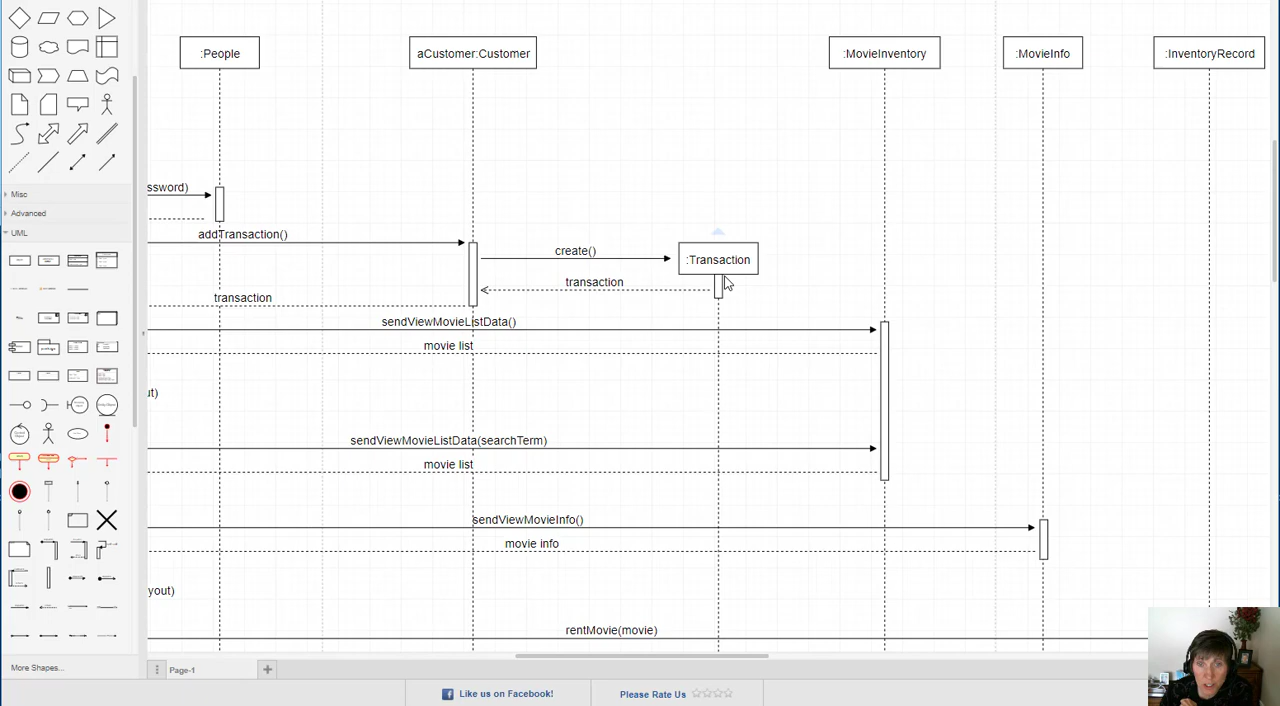 :People
aCustomer:Customer
:MovieInventory
:MovieInfo
:InventoryRecord
ssword)
Misc
Advanced
UML
addTransaction()
create()
:Transaction
transaction
transaction
sendViewMovieListData()
movie list
ut)
sendViewMovieListData(searchTerm)
movie list
sendViewMovieInfo()
movie info
yout)
rentMovie(movie)
More Shapes...
Page-1
Like us on Facebook!
Please Rate Us